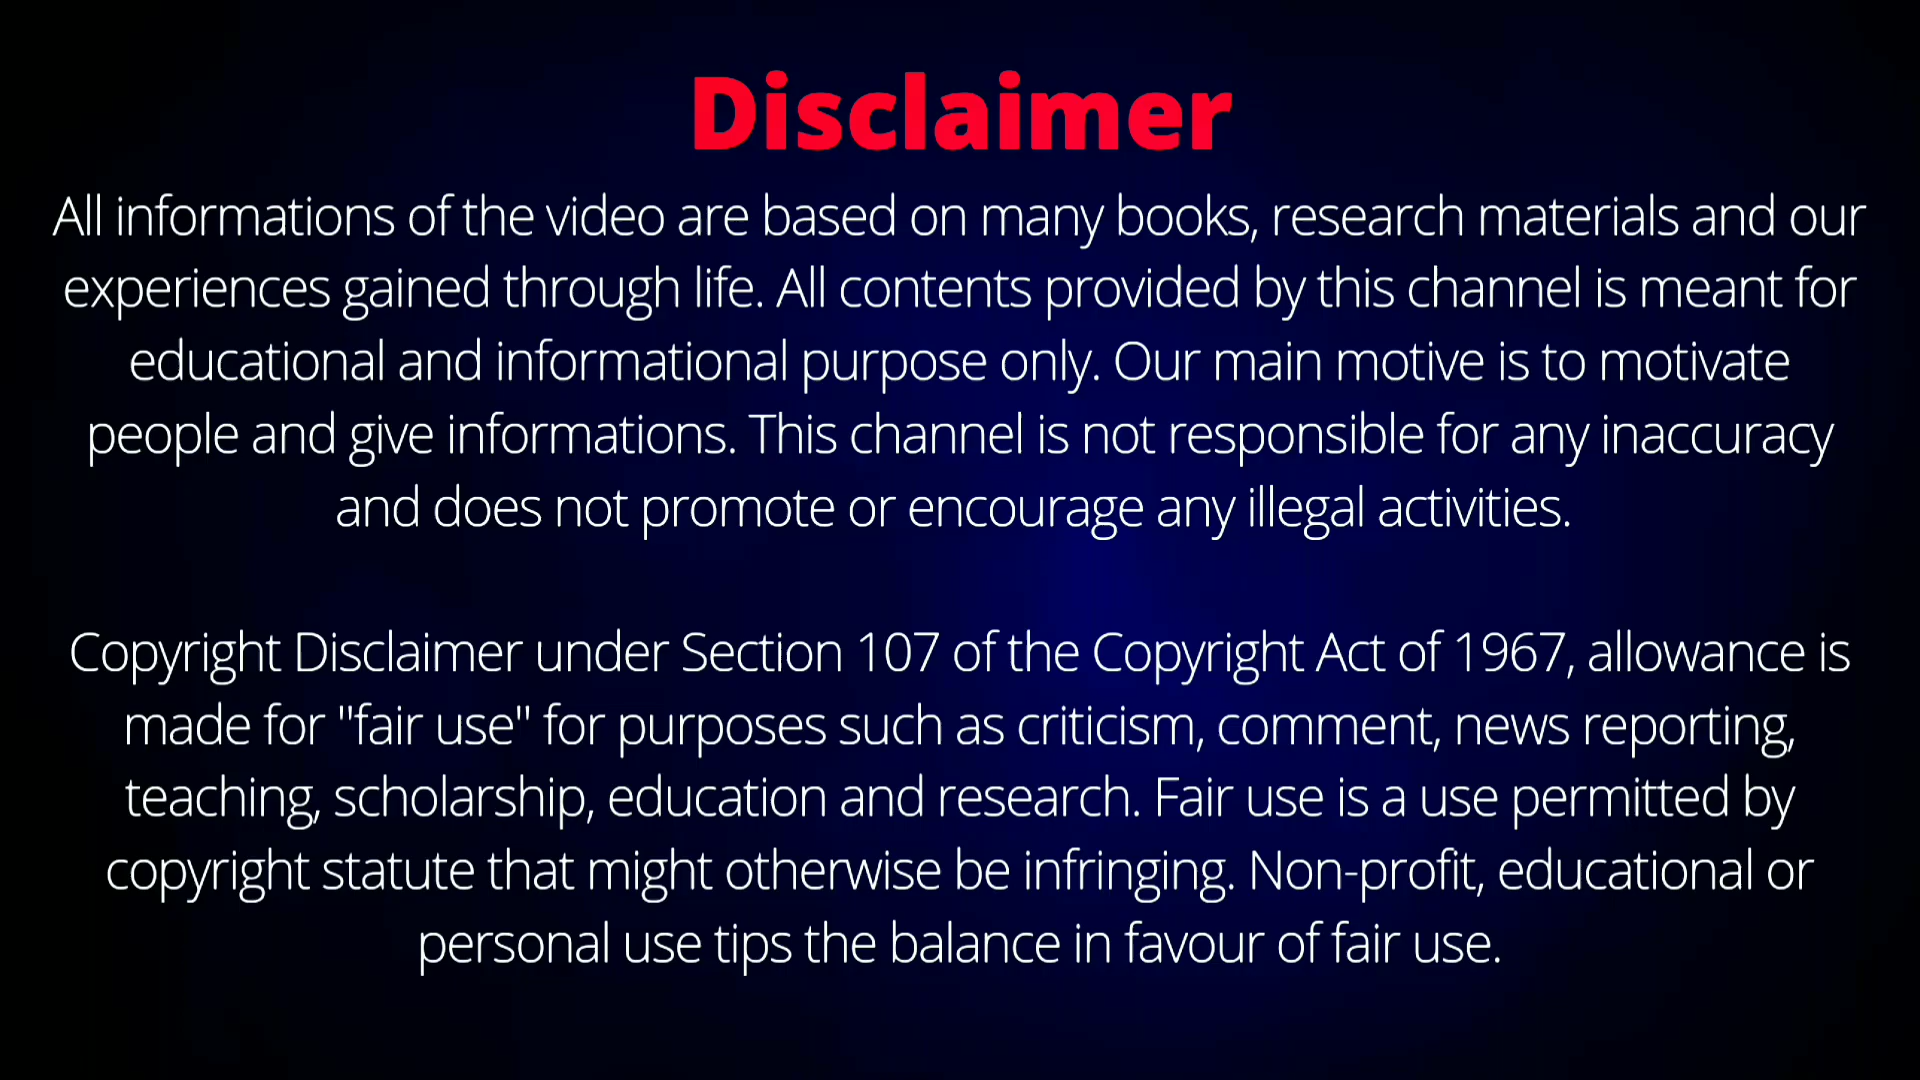 Disclaimer
All informations of the video are based on many books, research materials and our
experiences gained through life. All contents provided by this channel is meant for
educational and informational purpose only. Our main motive is to motivate
people and give informations. This channel is not responsible for any inaccuracy
and does not promote or encourage any illegal activities.
Copyright Disclaimer under Section 107 of the Copyright Act of 1967, allowance is
made for "fair use" for purposes such as criticism, comment, news reporting,
teaching, scholarship, education and research. Fair use is a use permitted by
copyright statute that might otherwise be infringing. Non-profit, educational or
personal use tips the balance in favour of fair use.